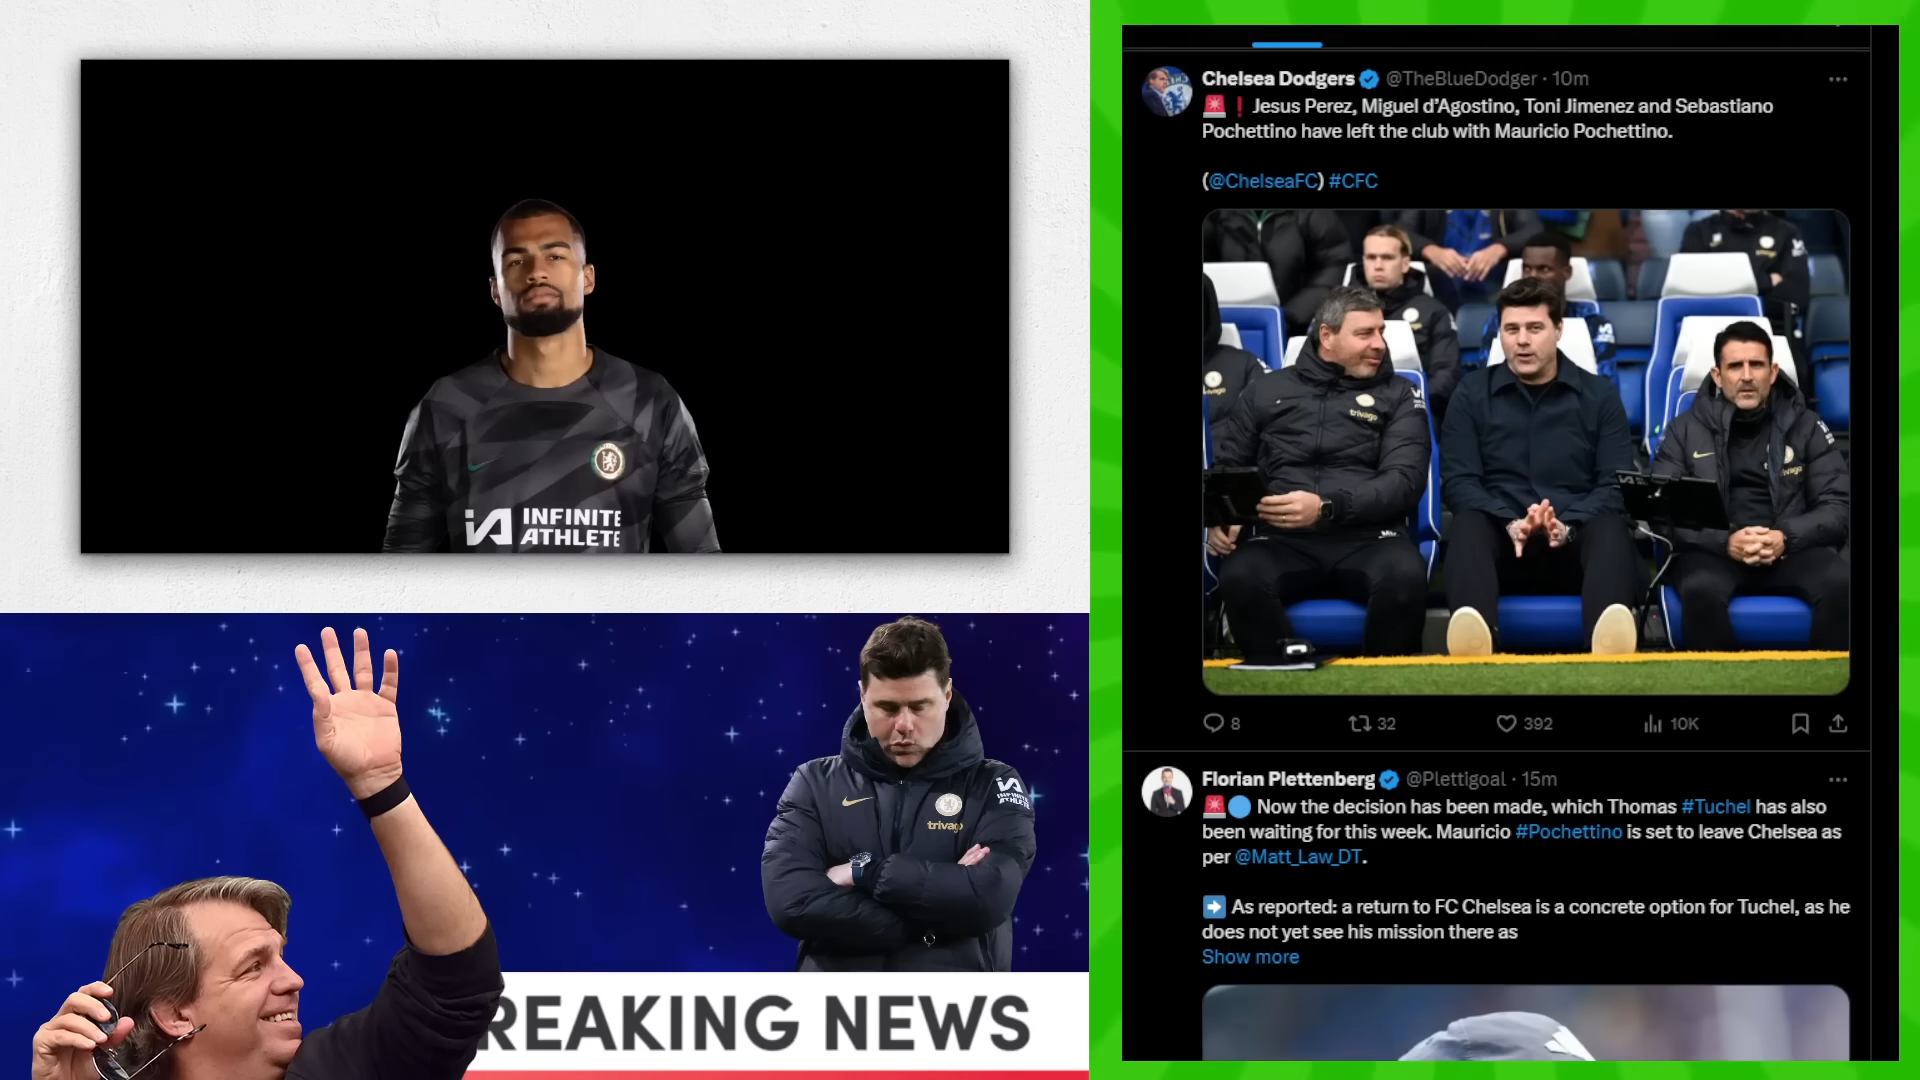 INFINITE
ATHLETE
INFINITE
ATHLETE
trivago
REAKING NEWS
Chelsea Dodgers @TheBlueDodger · 10m
Jesus Perez, Miguel d'Agostino, Toni Jimenez and Sebastiano
Pochettino have left the club with Mauricio Pochettino.
(@ChelseaFC) #CFC
trivago
8 32 392 10K
Florian Plettenberg @Plettigoal · 15m
Now the decision has been made, which Thomas #Tuchel has also
been waiting for this week. Mauricio #Pochettino is set to leave Chelsea as
per @Matt_Law_DT.
As reported: a return to FC Chelsea is a concrete option for Tuchel, as he
does not yet see his mission there as
Show more